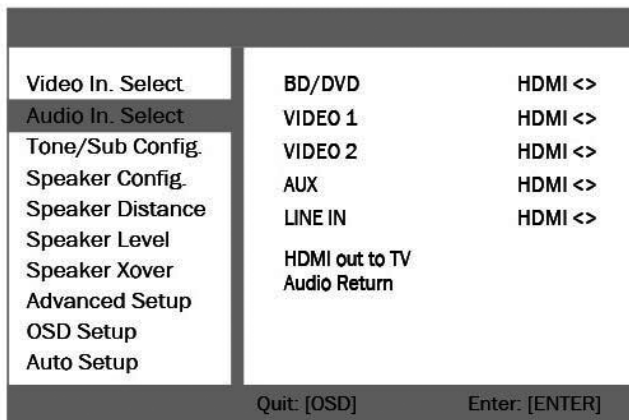 Video In. Select
Audio In. Select
Tone/Sub Config.
Speaker Config.
Speaker Distance
Speaker Level
Speaker Xover
Advanced Setup
OSD Setup
Auto Setup
BD/DVD HDMI <>
VIDEO 1 HDMI <>
VIDEO 2 HDMI <>
AUX HDMI <>
LINE IN HDMI <>
HDMI out to TV
Audio Return
Quit: [OSD] Enter: [ENTER]